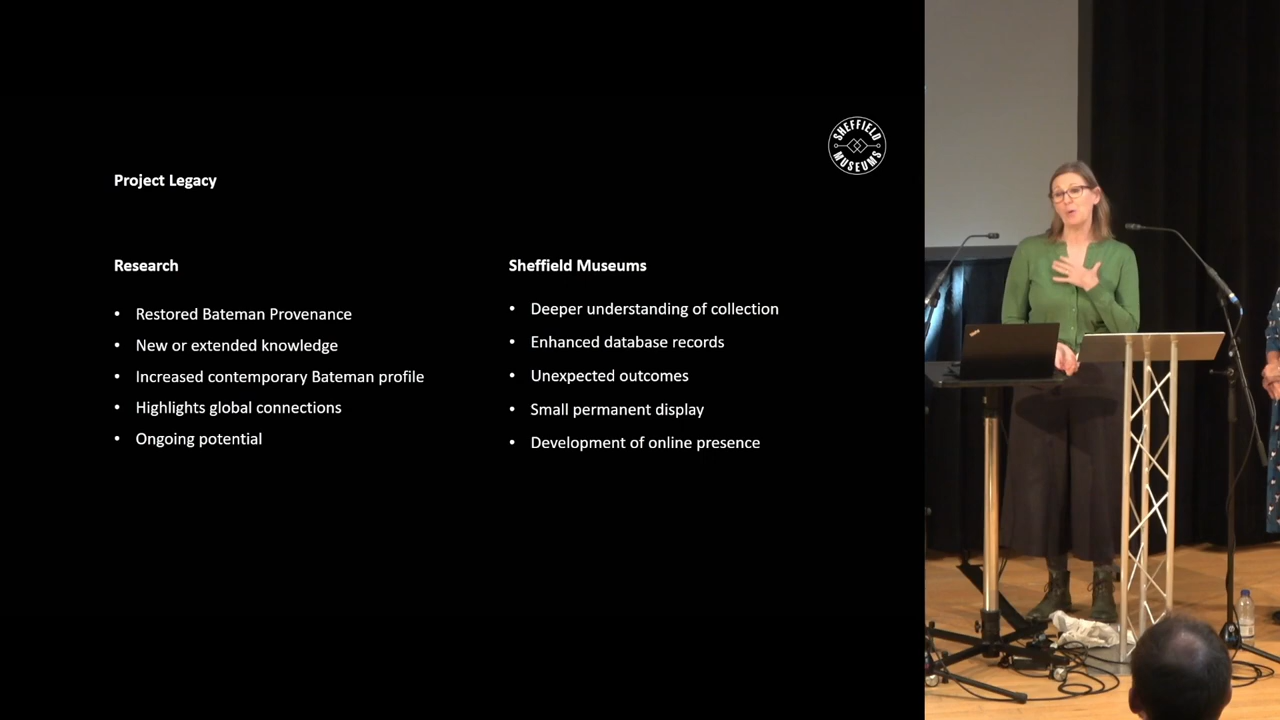 SHEFFIELD
MUSEUMS
Project Legacy
Research
• Restored Bateman Provenance
• New or extended knowledge
• Increased contemporary Bateman profile
• Highlights global connections
• Ongoing potential
Sheffield Museums
• Deeper understanding of collection
• Enhanced database records
• Unexpected outcomes
• Small permanent display
• Development of online presence